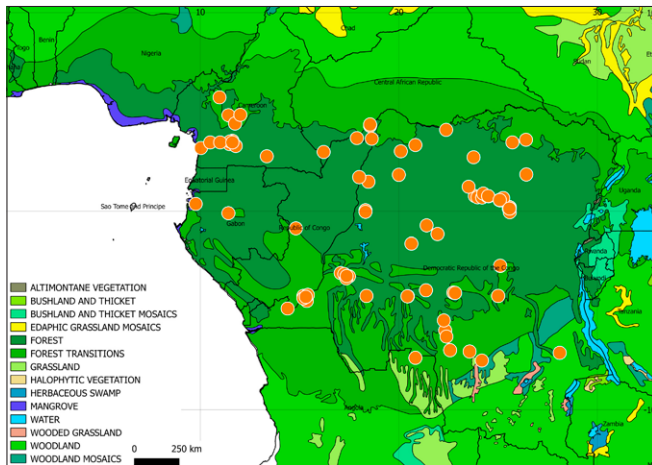 10
20
30
Togo
Benin
Nigeria
Chad
Sudan
Cameroon
Central African Republic
Equatorial Guinea
Sao Tome and Principe
Gabon
Republic of Congo
Democratic Republic of the Congo
Uganda
Rwanda
Burundi
Tanzania
Angola
Zambia
ALTIMONTANE VEGETATION
BUSHLAND AND THICKET
BUSHLAND AND THICKET MOSAICS
EDAPHIC GRASSLAND MOSAICS
FOREST
FOREST TRANSITIONS
GRASSLAND
HALOPHYTIC VEGETATION
HERBACEOUS SWAMP
MANGROVE
WATER
WOODED GRASSLAND
WOODLAND
WOODLAND MOSAICS
0
250 km